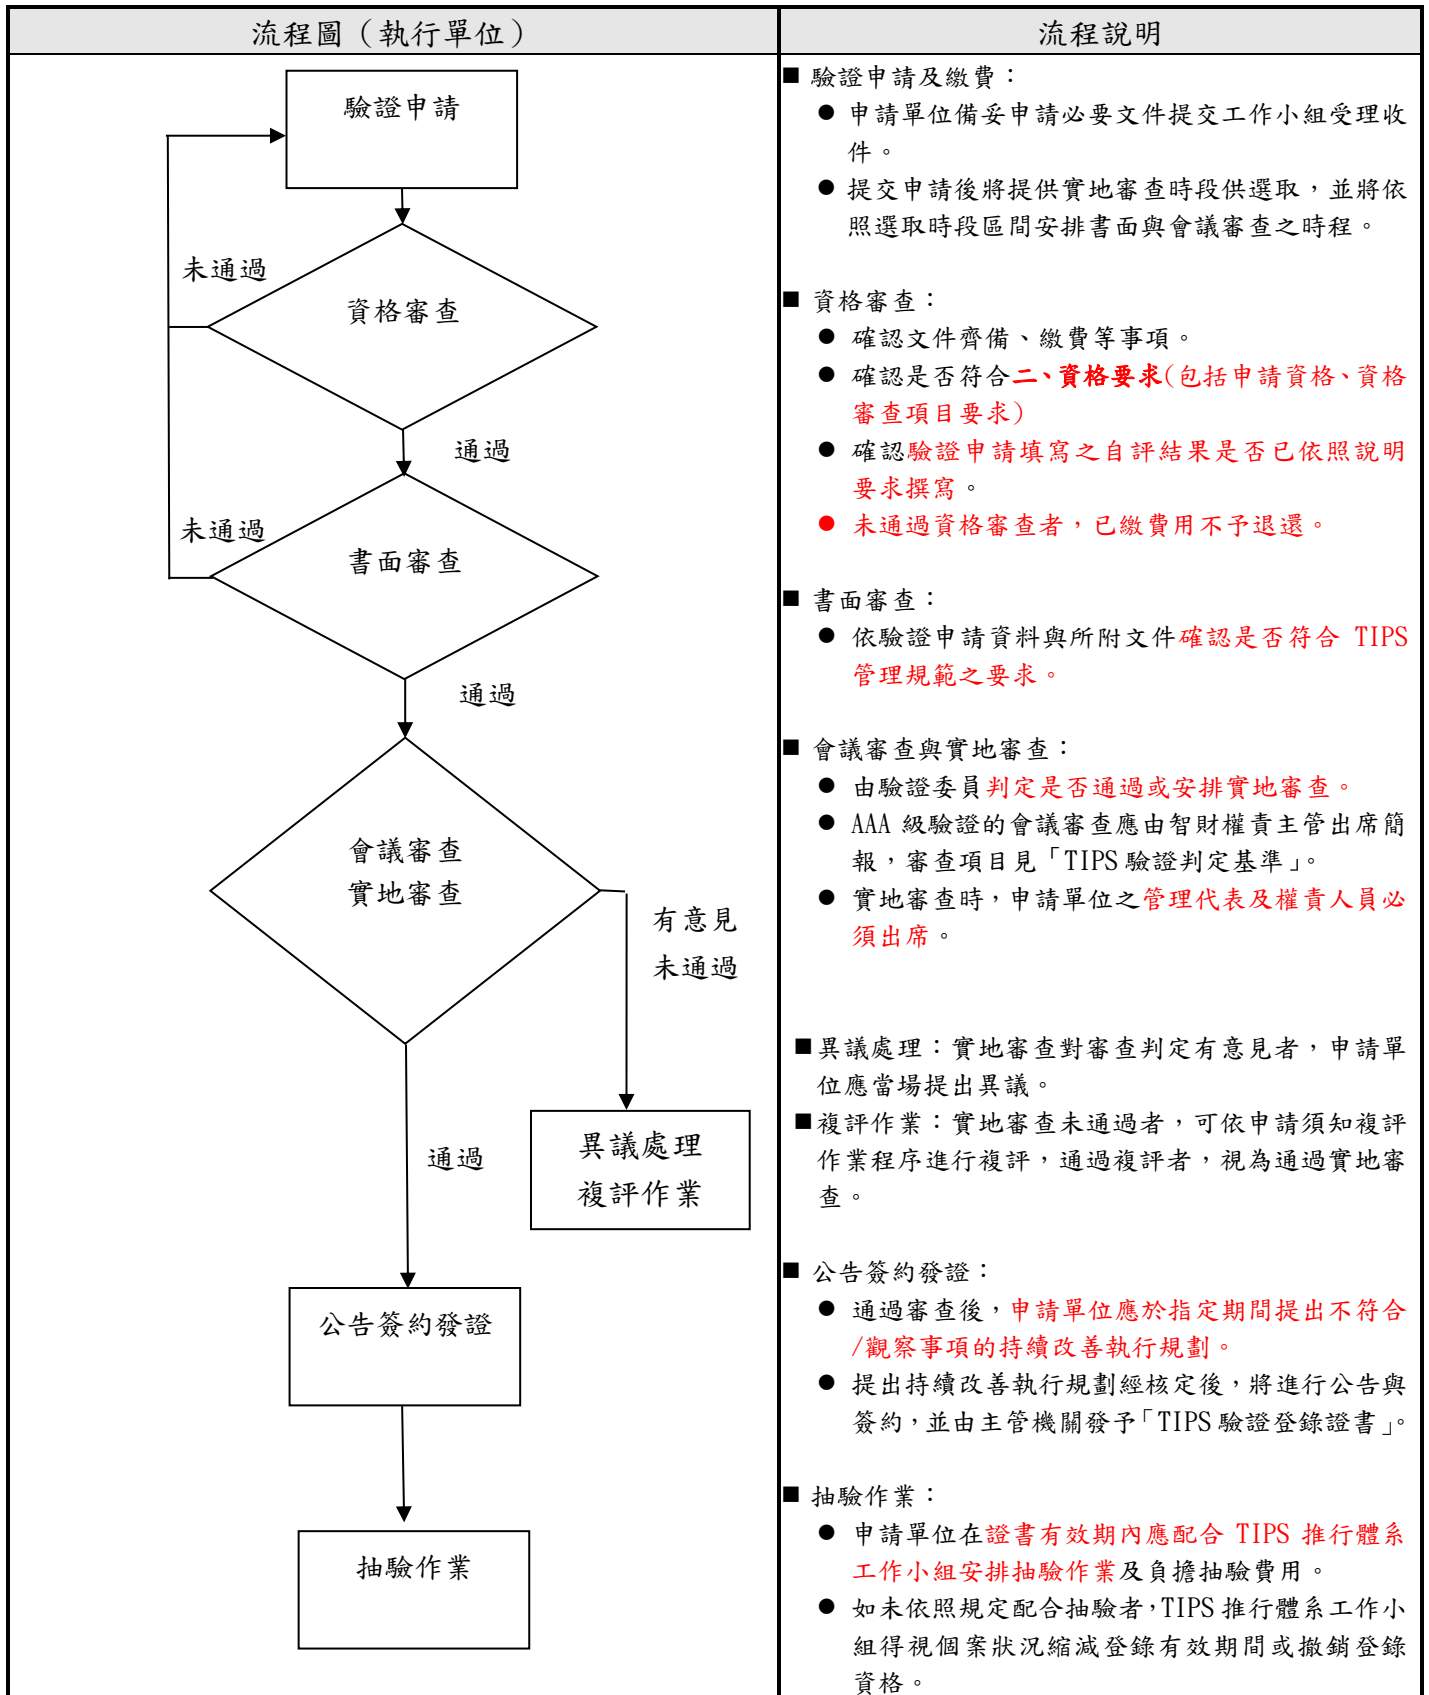 流程圖（執行單位）
驗證申請
未通過
資格審查
通過
未通過
書面審查
通過
會議審查
實地審查
有意見
未通過
異議處理
複評作業
通過
公告簽約發證
抽驗作業
流程說明
■ 驗證申請及繳費：
● 申請單位備妥申請必要文件提交工作小組受理收
件。
● 提交申請後將提供實地審查時段供選取，並將依
照選取時段區間安排書面與會議審查之時程。
■ 資格審查：
● 確認文件齊備、繳費等事項。
● 確認是否符合二、資格要求(包括申請資格、資格
審查項目要求)
● 確認驗證申請填寫之自評結果是否已依照說明
要求撰寫。
● 未通過資格審查者，已繳費用不予退還。
■ 書面審查：
● 依驗證申請資料與所附文件確認是否符合 TIPS
管理規範之要求。
■ 會議審查與實地審查：
● 由驗證委員判定是否通過或安排實地審查。
● AAA 級驗證的會議審查應由智財權責主管出席簡
報，審查項目見「TIPS 驗證判定基準」。
● 實地審查時，申請單位之管理代表及權責人員必
須出席。
■異議處理：實地審查對審查判定有意見者，申請單
位應當場提出異議。
■複評作業：實地審查未通過者，可依申請須知複評
作業程序進行複評，通過複評者，視為通過實地審
查。
■ 公告簽約發證：
● 通過審查後，申請單位應於指定期間提出不符合
/觀察事項的持續改善執行規劃。
● 提出持續改善執行規劃經核定後，將進行公告與
簽約，並由主管機關發予「TIPS 驗證登錄證書」。
■ 抽驗作業：
● 申請單位在證書有效期內應配合 TIPS 推行體系
工作小組安排抽驗作業及負擔抽驗費用。
● 如未依照規定配合抽驗者，TIPS 推行體系工作小
組得視個案狀況縮減登錄有效期間或撤銷登錄
資格。